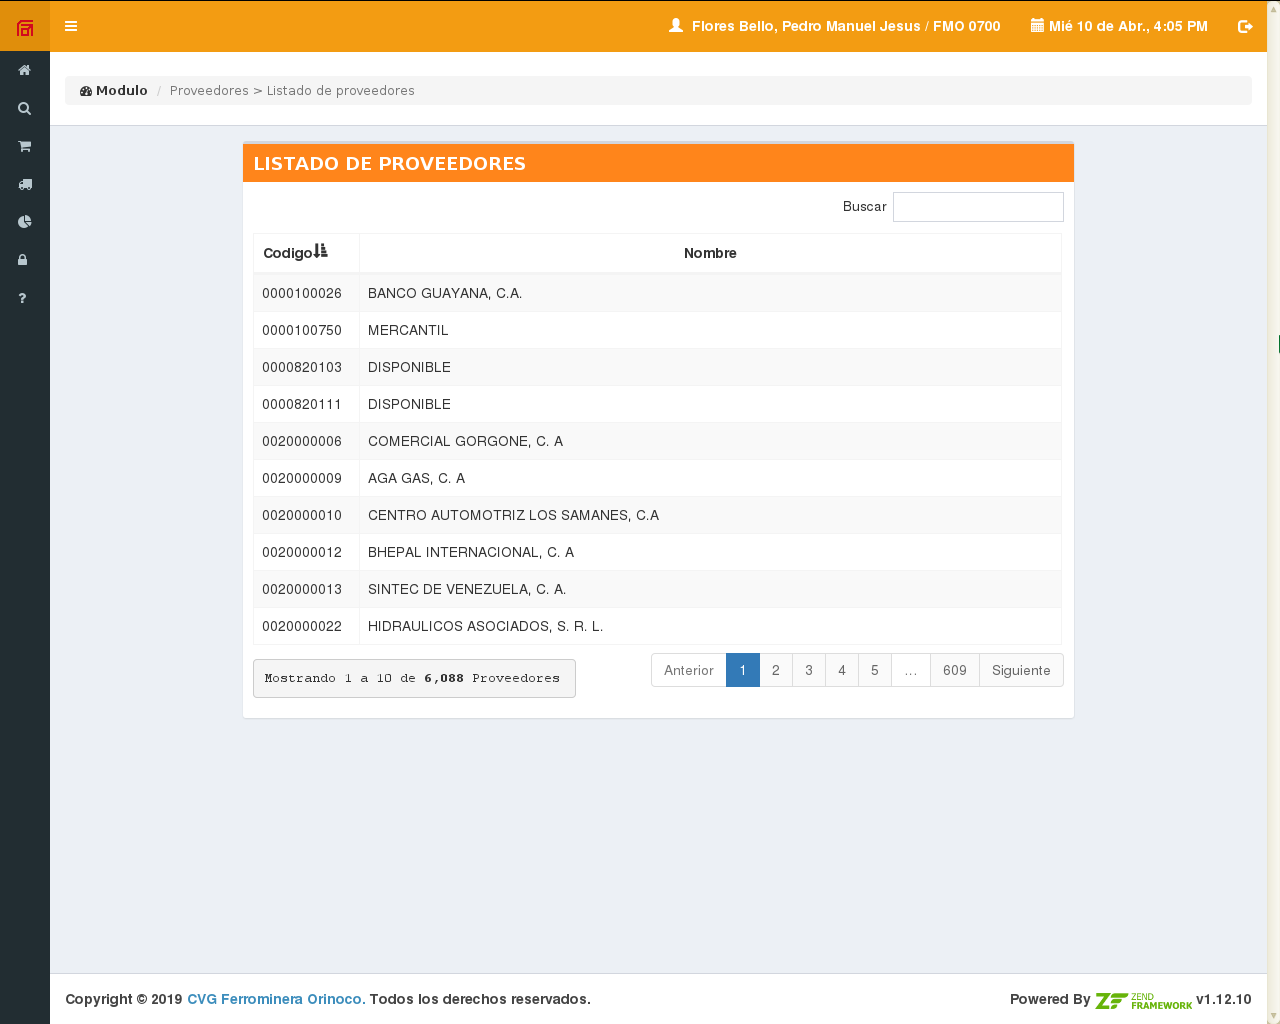 Flores Bello, Pedro Manuel Jesus / FMO 0700 Mié 10 de Abr., 4:05 PM
Modulo / Proveedores > Listado de proveedores
LISTADO DE PROVEEDORES
Buscar
Codigo Nombre
0000100026 BANCO GUAYANA, C.A.
0000100750 MERCANTIL
0000820103 DISPONIBLE
0000820111 DISPONIBLE
0020000006 COMERCIAL GORGONE, C. A
0020000009 AGA GAS, C. A
0020000010 CENTRO AUTOMOTRIZ LOS SAMANES, C.A
0020000012 BHEPAL INTERNACIONAL, C. A
0020000013 SINTEC DE VENEZUELA, C. A.
0020000022 HIDRAULICOS ASOCIADOS, S. R. L.
Mostrando 1 a 10 de 6,088 Proveedores
Anterior 1 2 3 4 5 ... 609 Siguiente
Copyright © 2019 CVG Ferrominera Orinoco. Todos los derechos reservados.
Powered By ZF ZEND FRAMEWORK v1.12.10